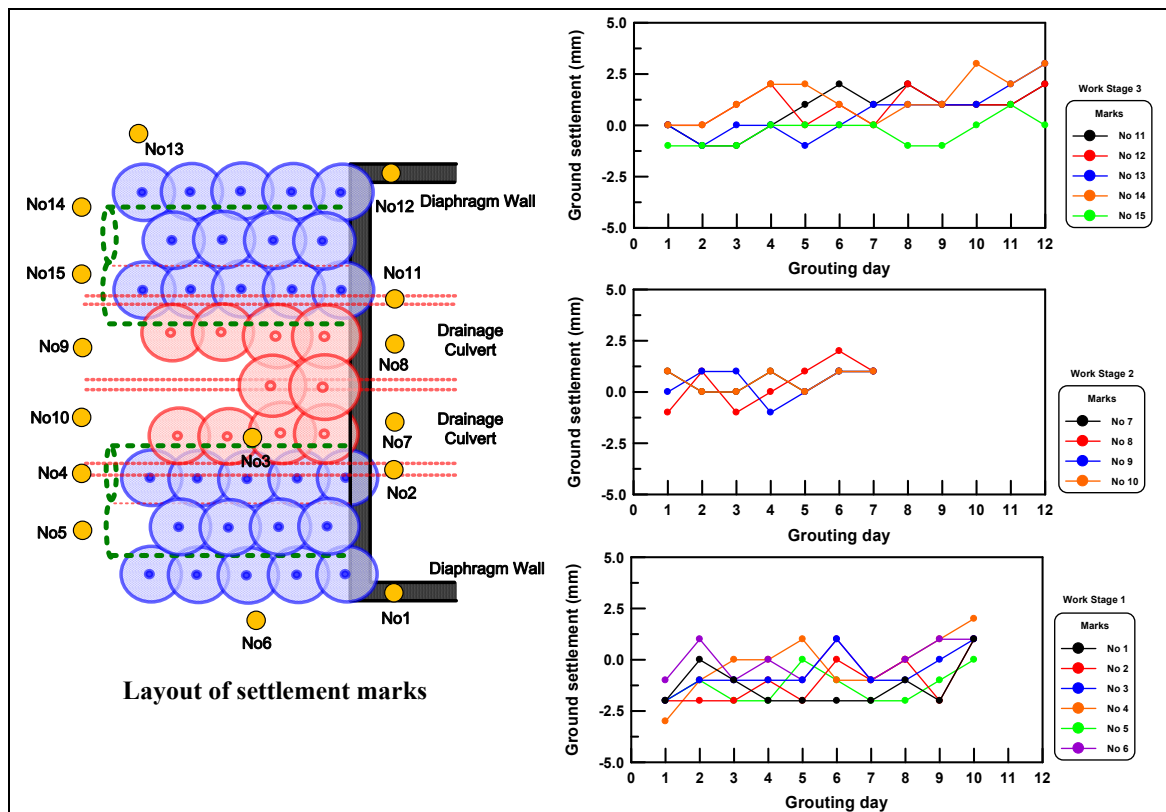 No13
No14
No12
Diaphragm Wall
No15
No11
No9
No8
Drainage
Culvert
No10
No7
Drainage
Culvert
No3
No4
No2
No5
Diaphragm Wall
No1
No6
Layout of settlement marks
Ground settlement (mm)
5.0
2.5
0.0
-2.5
-5.0
0 1 2 3 4 5 6 7 8 9 10 11 12
Grouting day
Work Stage 3
Marks
No 11
No 12
No 13
No 14
No 15
Ground settlement (mm)
5.0
2.5
0.0
-2.5
-5.0
0 1 2 3 4 5 6 7 8 9 10 11 12
Grouting day
Work Stage 2
Marks
No 7
No 8
No 9
No 10
Ground settlement (mm)
5.0
2.5
0.0
-2.5
-5.0
0 1 2 3 4 5 6 7 8 9 10 11 12
Grouting day
Work Stage 1
Marks
No 1
No 2
No 3
No 4
No 5
No 6